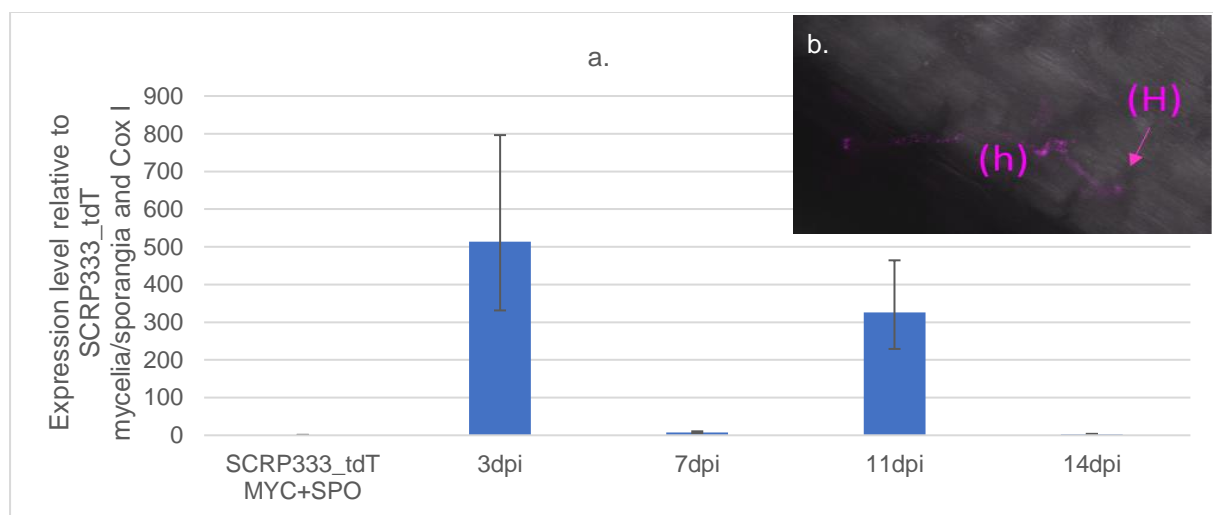 a.
b.
(H)
(h)
Expression level relative to
SCRP333_tdT
mycelia/sporangia and Cox I
900
800
700
600
500
400
300
200
100
0
SCRP333_tdT 3dpi 7dpi 11dpi 14dpi
MYC+SPO